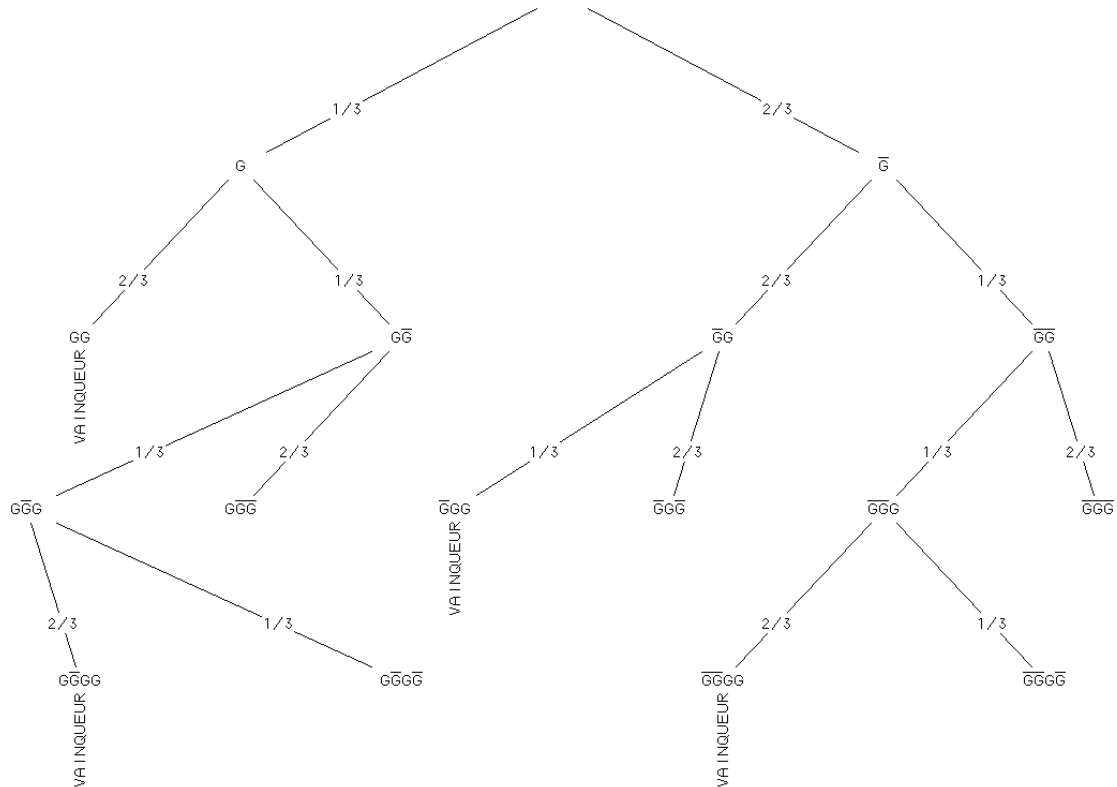 1/3 2/3
G G̅
2/3 1/3 2/3 1/3
GG GG̅ G̅G G̅G̅
VAINQUEUR
1/3 2/3 1/3 2/3 1/3 2/3
GG̅G GG̅G̅ G̅GG G̅GG̅ G̅G̅G G̅G̅G̅
VAINQUEUR
2/3 1/3 2/3 1/3
GG̅GG GG̅GG̅ G̅G̅GG G̅G̅GG̅
VAINQUEUR VAINQUEUR